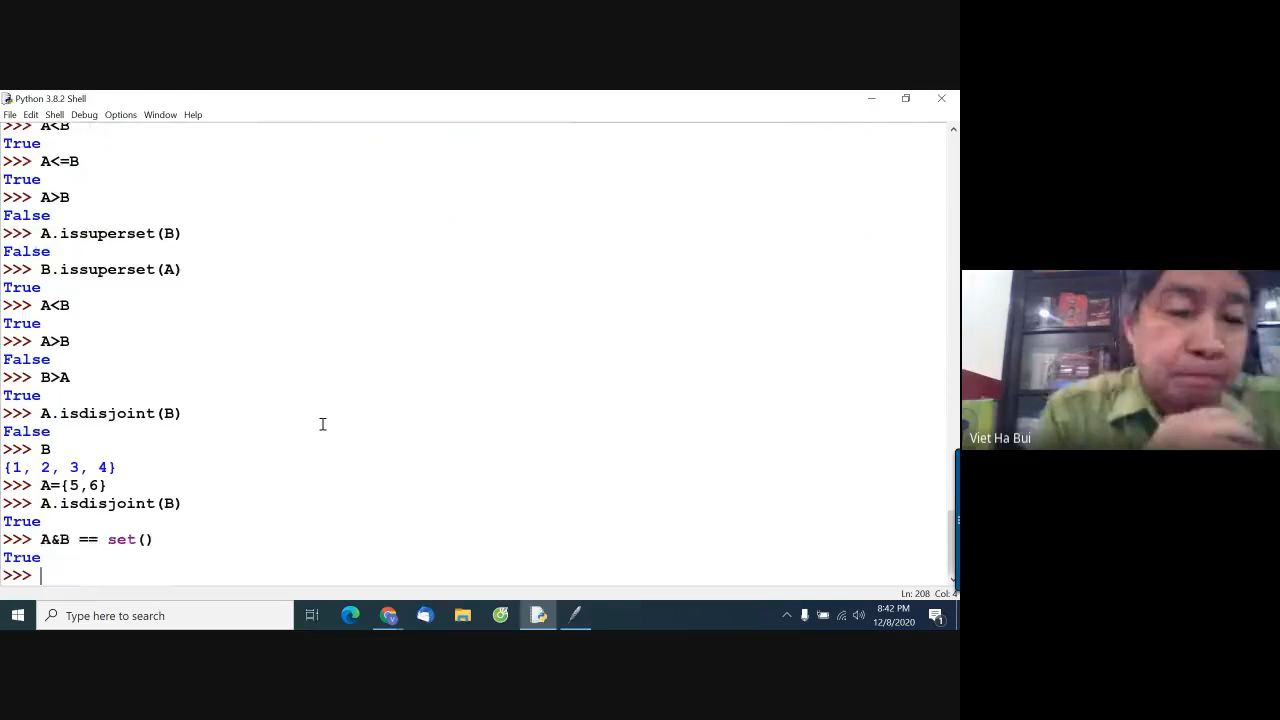 Python 3.8.2 Shell
File Edit Shell Debug Options Window Help
>>> A<B
True
>>> A<=B
True
>>> A>B
False
>>> A.issuperset(B)
False
>>> B.issuperset(A)
True
>>> A<B
True
>>> A>B
False
>>> B>A
True
>>> A.isdisjoint(B)
False
>>> B
{1, 2, 3, 4}
>>> A={5,6}
>>> A.isdisjoint(B)
True
>>> A&B == set()
True
>>>
Ln: 208 Col: 4
Type here to search
8:42 PM
12/8/2020
1
Viet Ha Bui